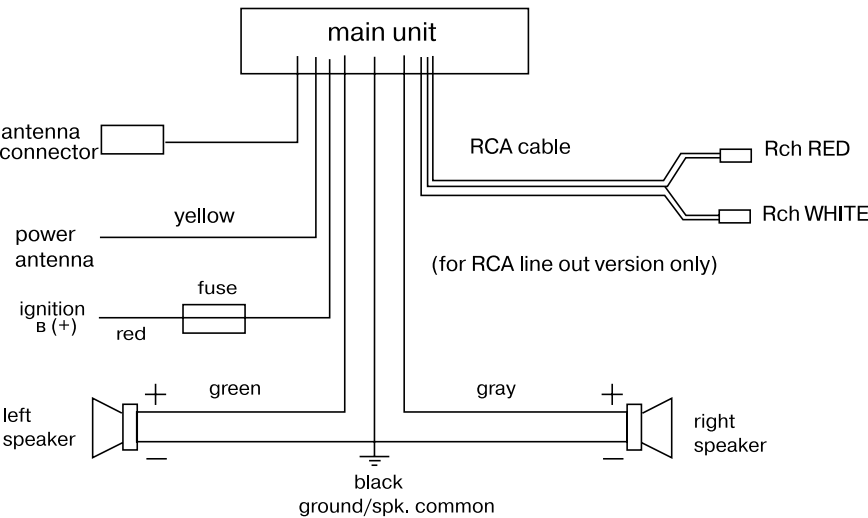 main unit
antenna
connector
RCA cable
Rch RED
yellow
Rch WHITE
power
antenna
(for RCA line out version only)
fuse
ignition
B (+)
red
+
green
gray
+
left
speaker
right
speaker
—
—
black
ground/spk. common